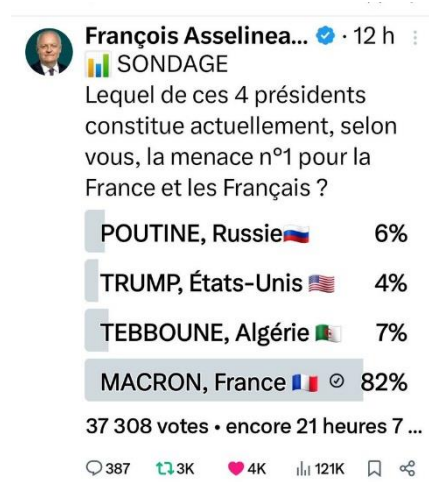 François Asselinea... · 12 h
SONDAGE
Lequel de ces 4 présidents
constitue actuellement, selon
vous, la menace n°1 pour la
France et les Français ?
POUTINE, Russie 6%
TRUMP, États-Unis 4%
TEBBOUNE, Algérie 7%
MACRON, France 82%
37 308 votes • encore 21 heures 7 ...
387 3K 4K 121K